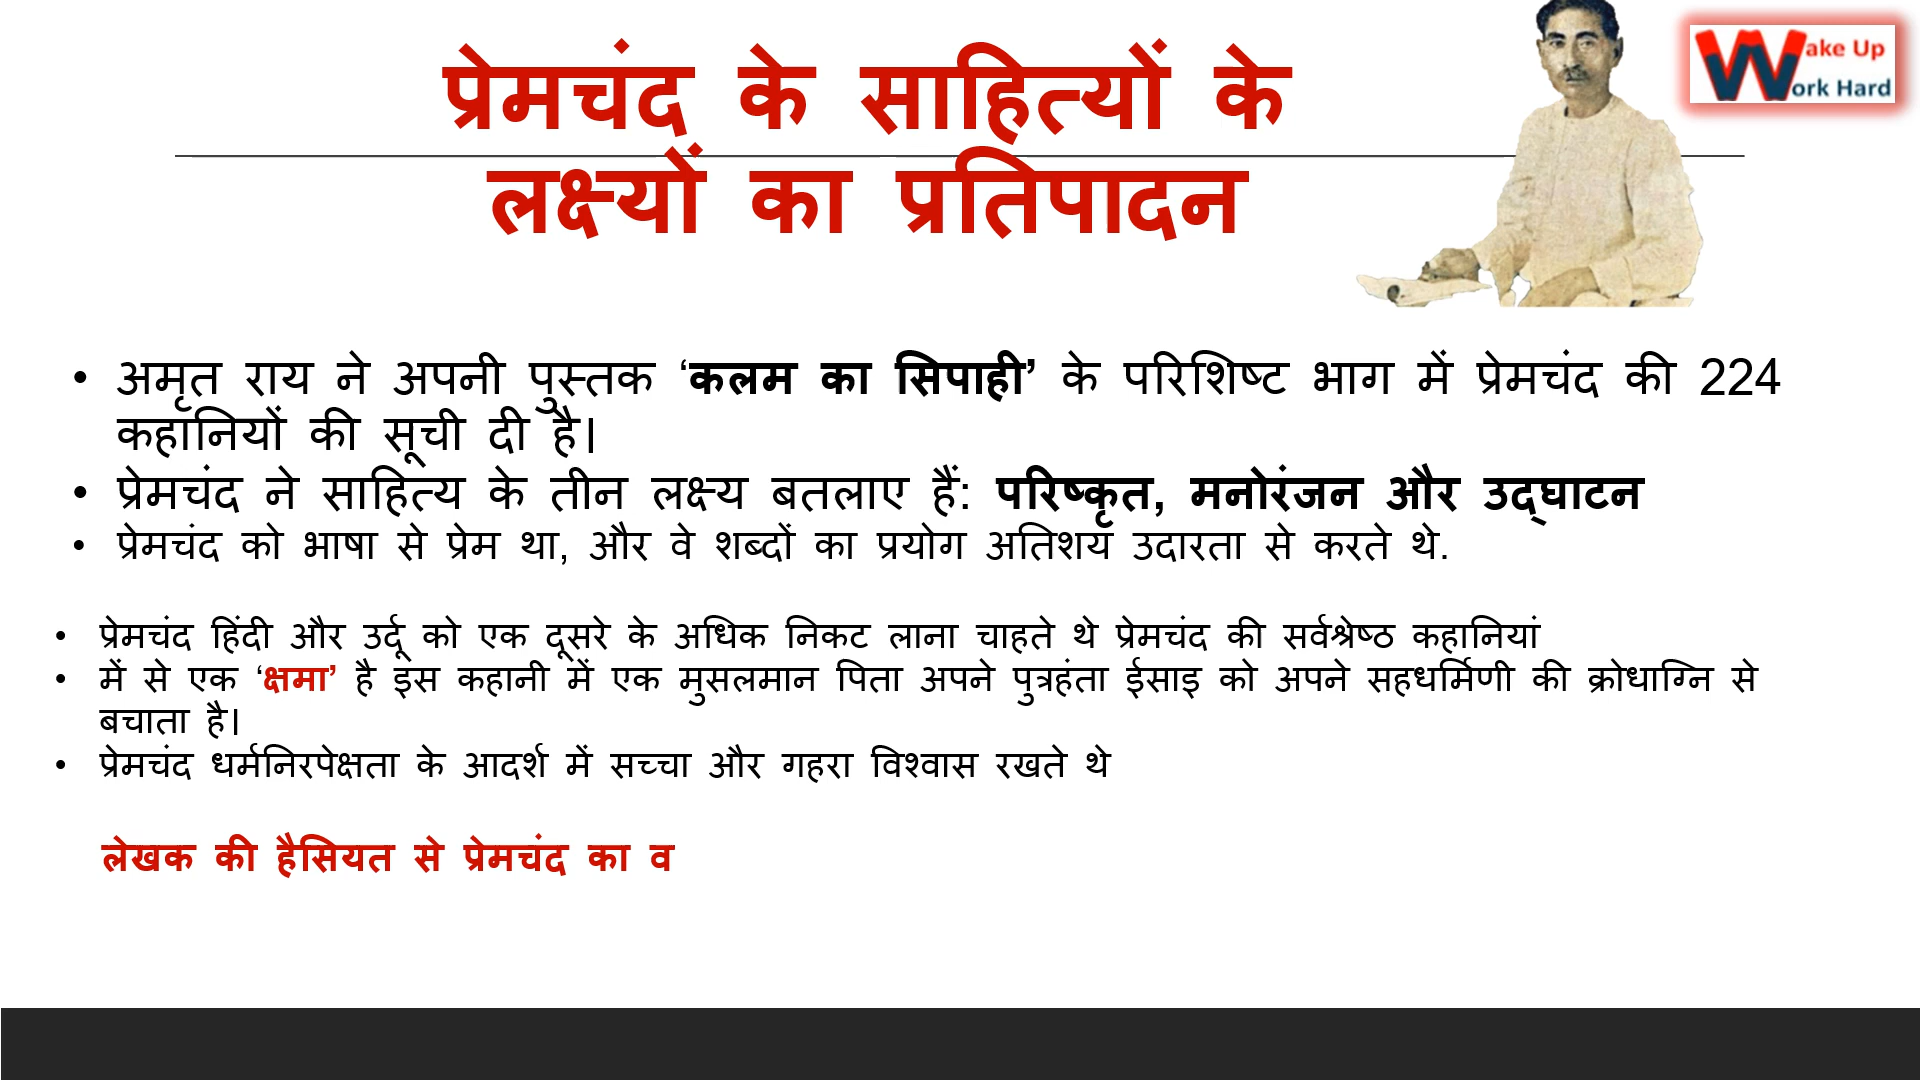 प्रेमचंद के साहित्यों के
लक्ष्यों का प्रतिपादन
Wake Up
Work Hard
• अमृत राय ने अपनी पुस्तक ‘कलम का सिपाही’ के परिशिष्ट भाग में प्रेमचंद की 224
कहानियों की सूची दी है।
• प्रेमचंद ने साहित्य के तीन लक्ष्य बतलाए हैं: परिष्कृत, मनोरंजन और उद्घाटन
• प्रेमचंद को भाषा से प्रेम था, और वे शब्दों का प्रयोग अतिशय उदारता से करते थे.
• प्रेमचंद हिंदी और उर्दू को एक दूसरे के अधिक निकट लाना चाहते थे प्रेमचंद की सर्वश्रेष्ठ कहानियां
• में से एक ‘क्षमा’ है इस कहानी में एक मुसलमान पिता अपने पुत्रहंता ईसाइ को अपने सहधर्मिणी की क्रोधाग्नि से
बचाता है।
• प्रेमचंद धर्मनिरपेक्षता के आदर्श में सच्चा और गहरा विश्वास रखते थे
लेखक की हैसियत से प्रेमचंद का व